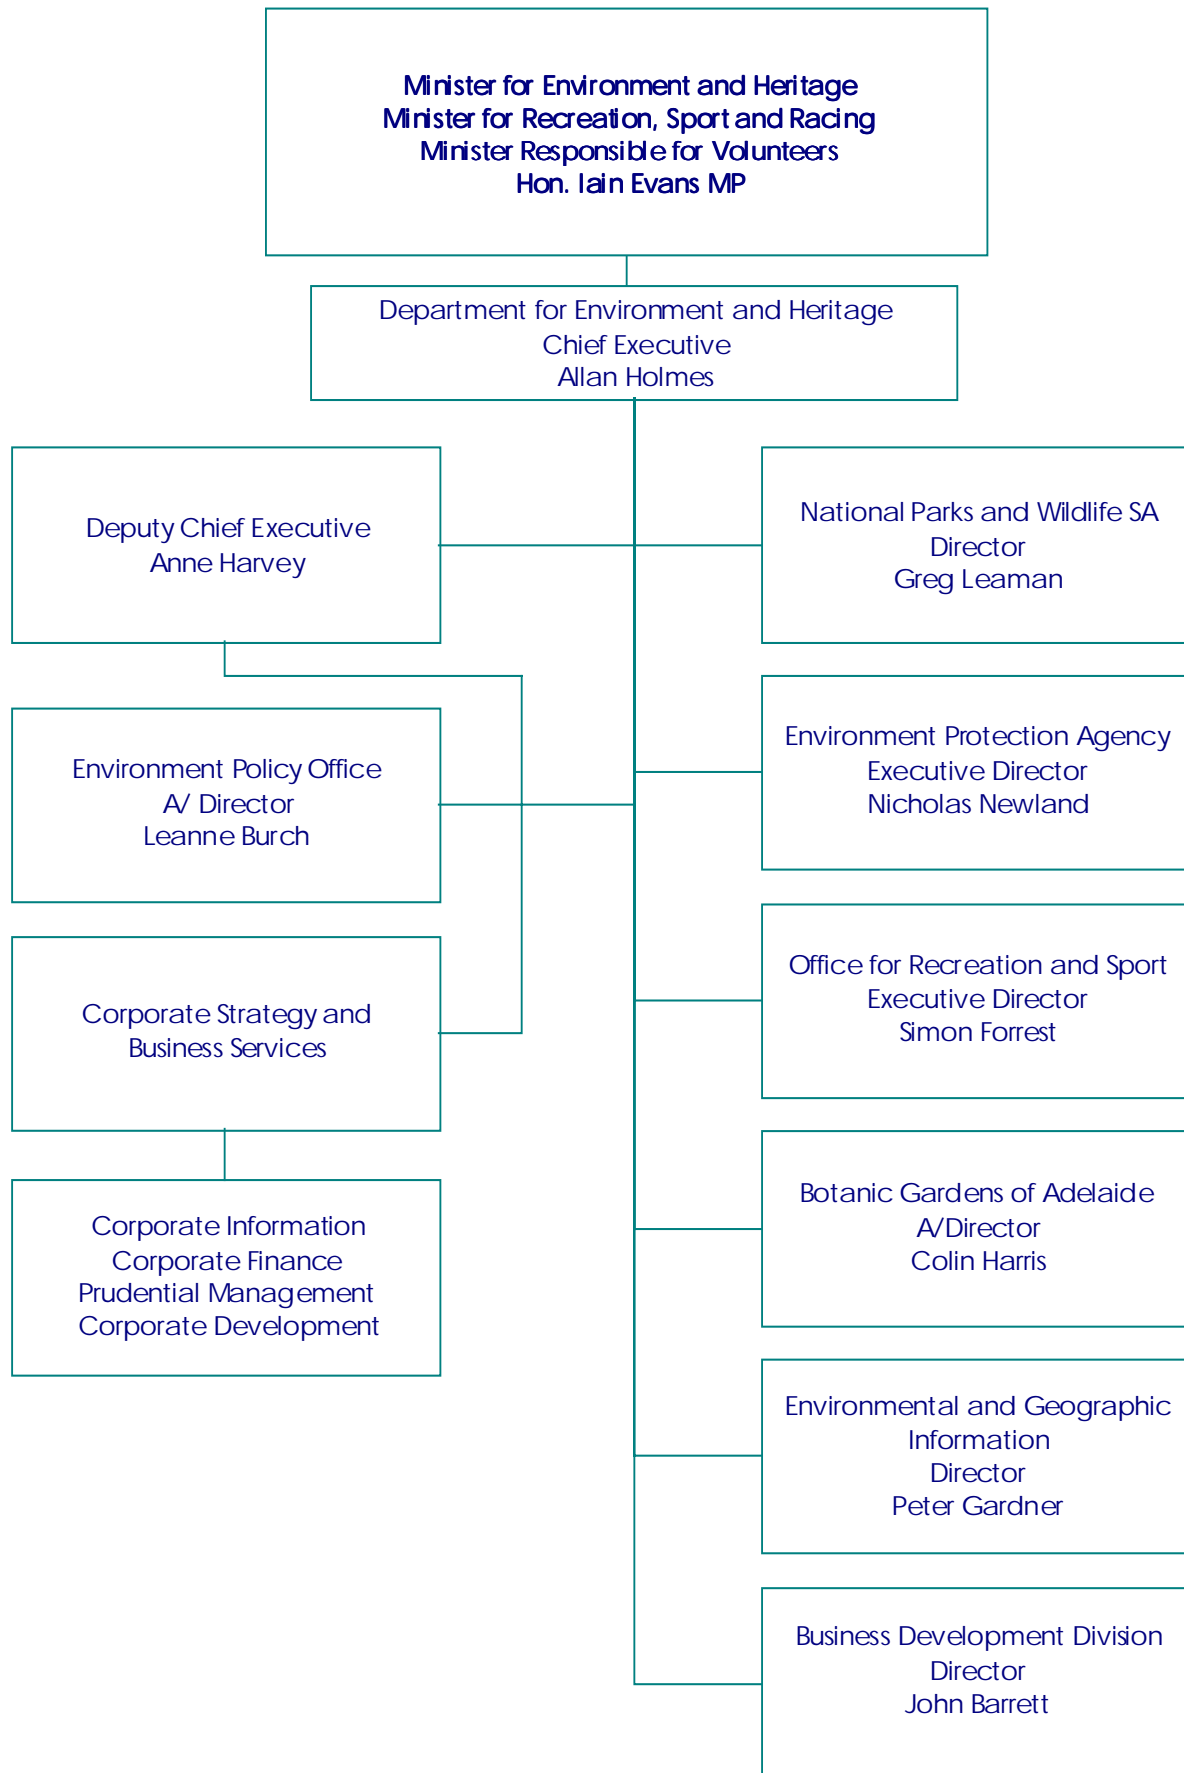 Minister for Environment and Heritage
Minister for Recreation, Sport and Racing
Minister Responsible for Volunteers
Hon. Iain Evans MP
Department for Environment and Heritage
Chief Executive
Allan Holmes
Deputy Chief Executive
Anne Harvey
National Parks and Wildlife SA
Director
Greg Leaman
Environment Policy Office
A/ Director
Leanne Burch
Environment Protection Agency
Executive Director
Nicholas Newland
Corporate Strategy and
Business Services
Office for Recreation and Sport
Executive Director
Simon Forrest
Corporate Information
Corporate Finance
Prudential Management
Corporate Development
Botanic Gardens of Adelaide
A/Director
Colin Harris
Environmental and Geographic
Information
Director
Peter Gardner
Business Development Division
Director
John Barrett